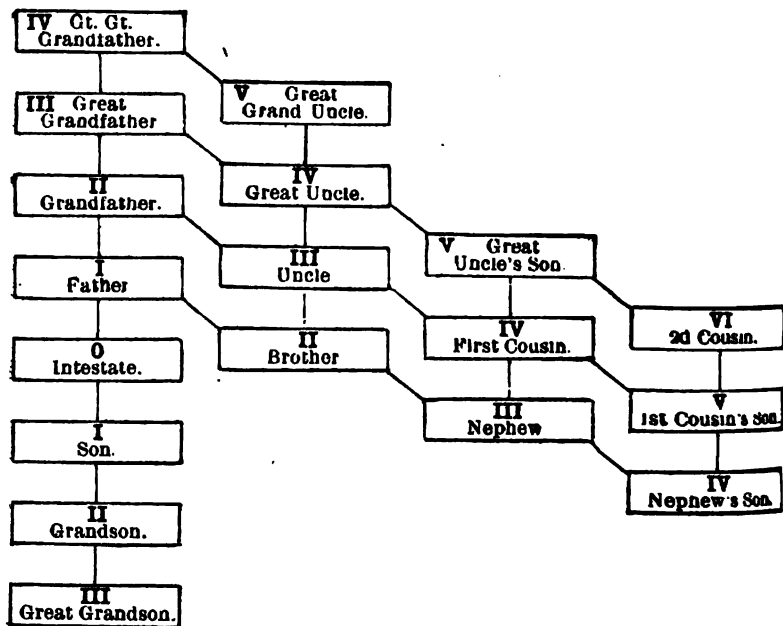 IV Gt. Gt.
Grandfather.
V Great
Grand Uncle.
III Great
Grandfather
IV
Great Uncle.
II
Grandfather.
V Great
Uncle's Son.
III
Uncle
I
Father
VI
2d Cousin.
IV
First Cousin.
II
Brother
O
Intestate.
V
1st Cousin's Son.
III
Nephew
I
Son.
IV
Nephew's Son.
II
Grandson.
III
Great Grandson.